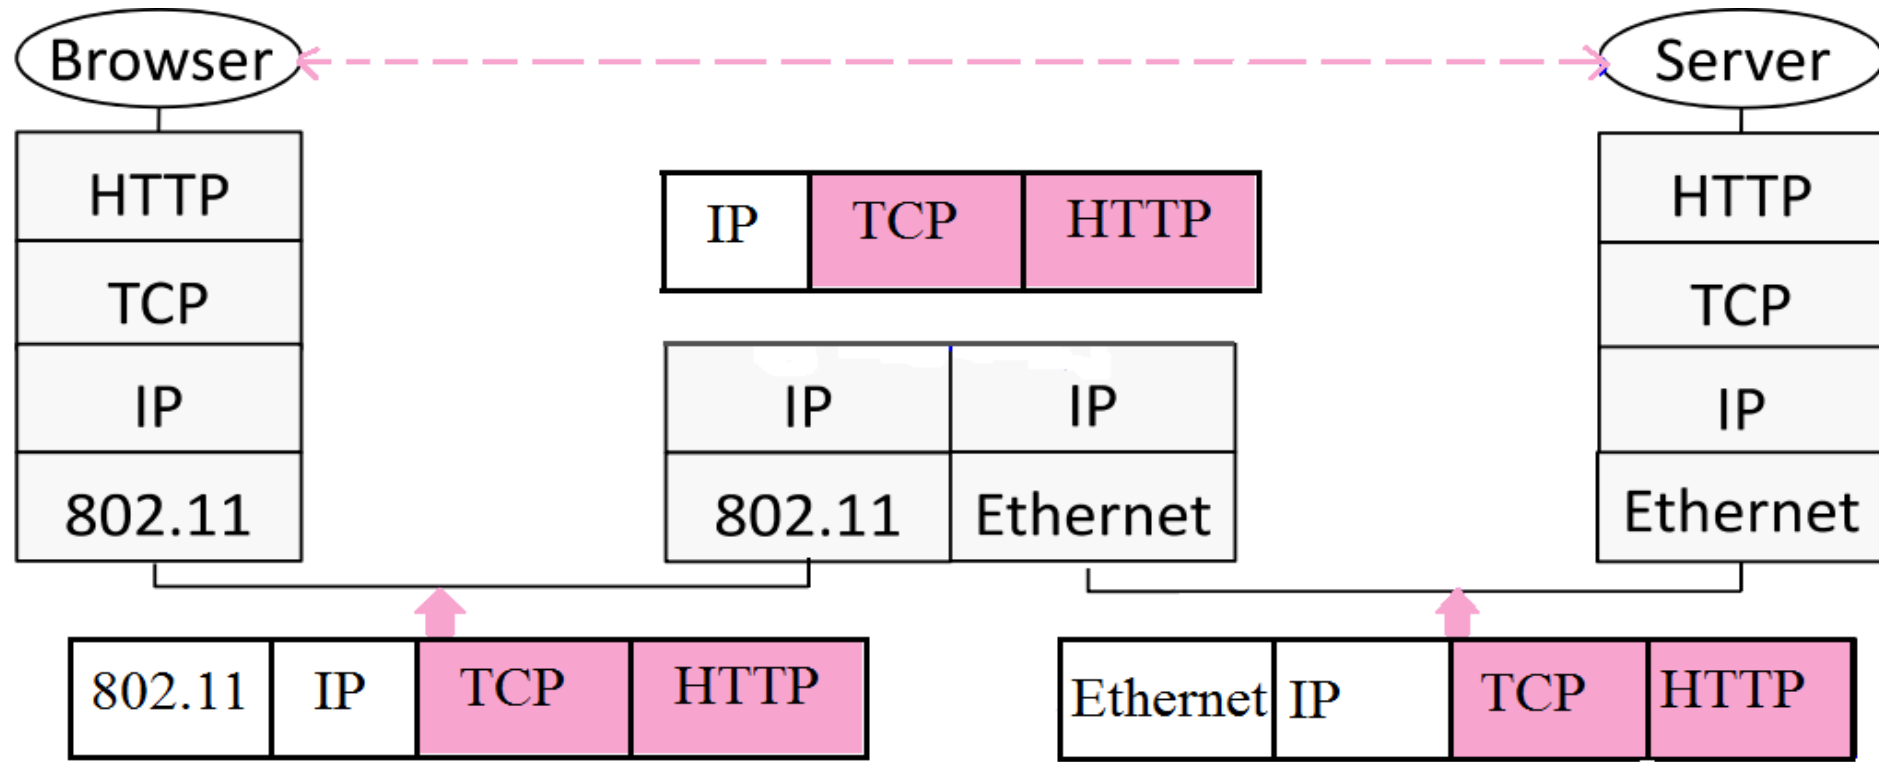 Browser
Server
HTTP
TCP
IP
802.11
IP TCP HTTP
IP IP
802.11 Ethernet
HTTP
TCP
IP
Ethernet
802.11 IP TCP HTTP
Ethernet IP TCP HTTP